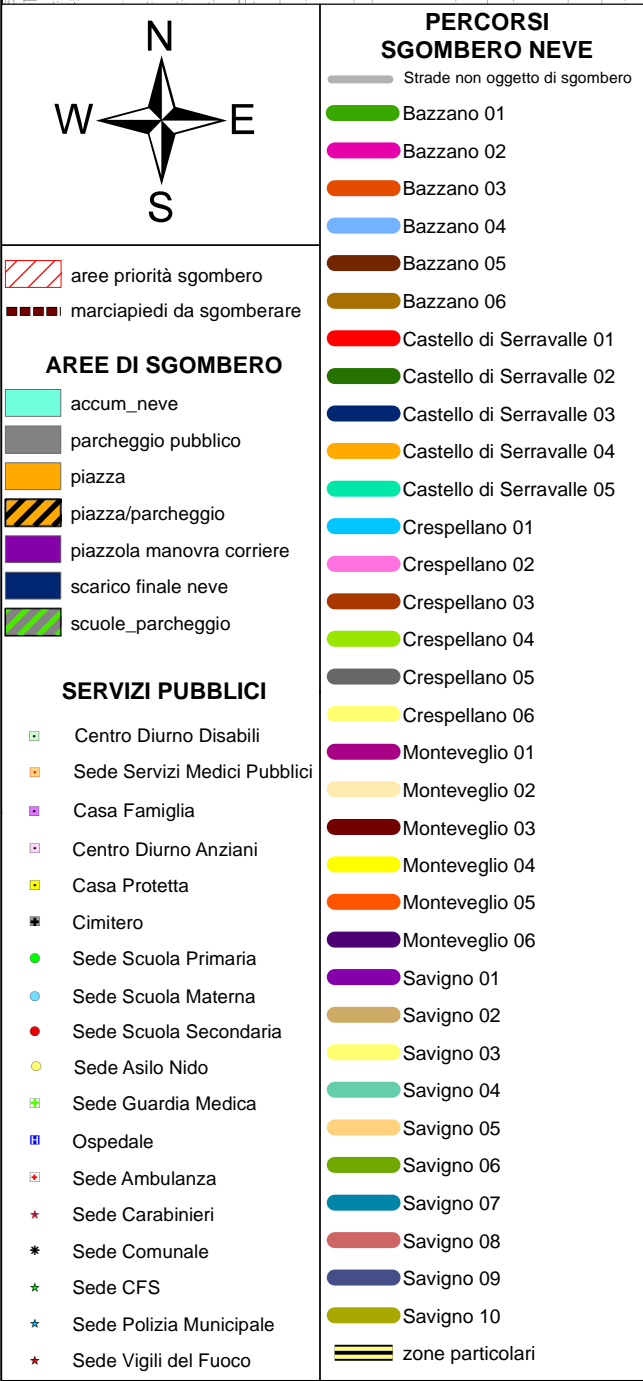 N
W E
S
aree priorità sgombero
marciapiedi da sgomberare
AREE DI SGOMBERO
accum_neve
parcheggio pubblico
piazza
piazza/parcheggio
piazzola manovra corriere
scarico finale neve
scuole_parcheggio
SERVIZI PUBBLICI
Centro Diurno Disabili
Sede Servizi Medici Pubblici
Casa Famiglia
Centro Diurno Anziani
Casa Protetta
Cimitero
Sede Scuola Primaria
Sede Scuola Materna
Sede Scuola Secondaria
Sede Asilo Nido
Sede Guardia Medica
H Ospedale
Sede Ambulanza
Sede Carabinieri
Sede Comunale
Sede CFS
Sede Polizia Municipale
Sede Vigili del Fuoco
PERCORSI
SGOMBERO NEVE
Strade non oggetto di sgombero
Bazzano 01
Bazzano 02
Bazzano 03
Bazzano 04
Bazzano 05
Bazzano 06
Castello di Serravalle 01
Castello di Serravalle 02
Castello di Serravalle 03
Castello di Serravalle 04
Castello di Serravalle 05
Crespellano 01
Crespellano 02
Crespellano 03
Crespellano 04
Crespellano 05
Crespellano 06
Monteveglio 01
Monteveglio 02
Monteveglio 03
Monteveglio 04
Monteveglio 05
Monteveglio 06
Savigno 01
Savigno 02
Savigno 03
Savigno 04
Savigno 05
Savigno 06
Savigno 07
Savigno 08
Savigno 09
Savigno 10
zone particolari